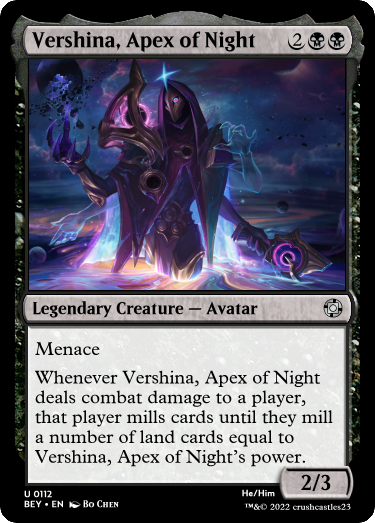 Vershina, Apex of Night 2
Legendary Creature — Avatar
Menace
Whenever Vershina, Apex of Night
deals combat damage to a player,
that player mills cards until they mill
a number of land cards equal to
Vershina, Apex of Night's power.
2/3
U 0112
BEY • EN Bo Chen
He/Him
™&© 2022 crushcastles23